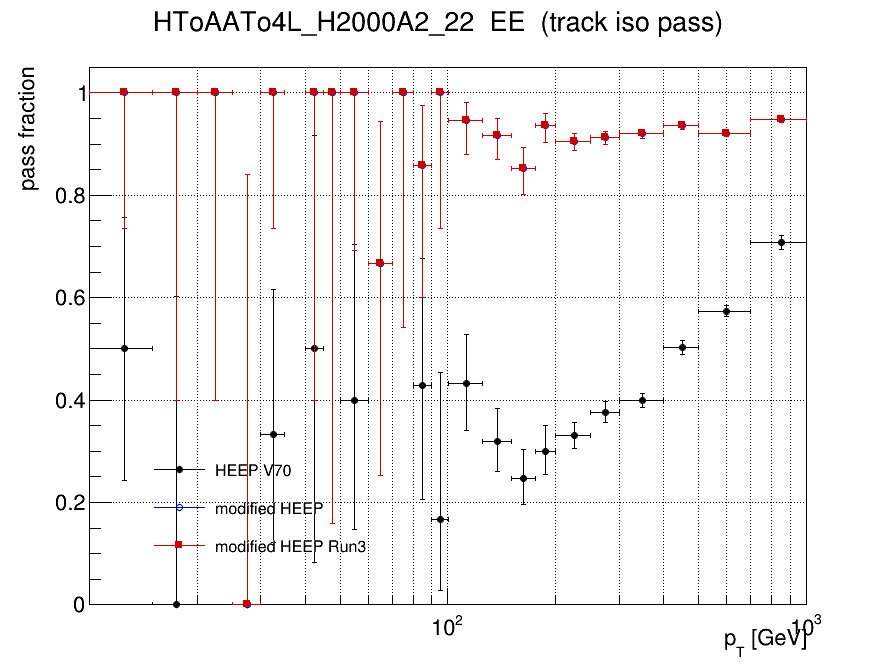 HToAATo4L_H2000A2_22 EE (track iso pass)
pass fraction
1
0.8
0.6
0.4
0.2
0
HEEP V70
modified HEEP
modified HEEP Run3
10²
10³
p_T [GeV]